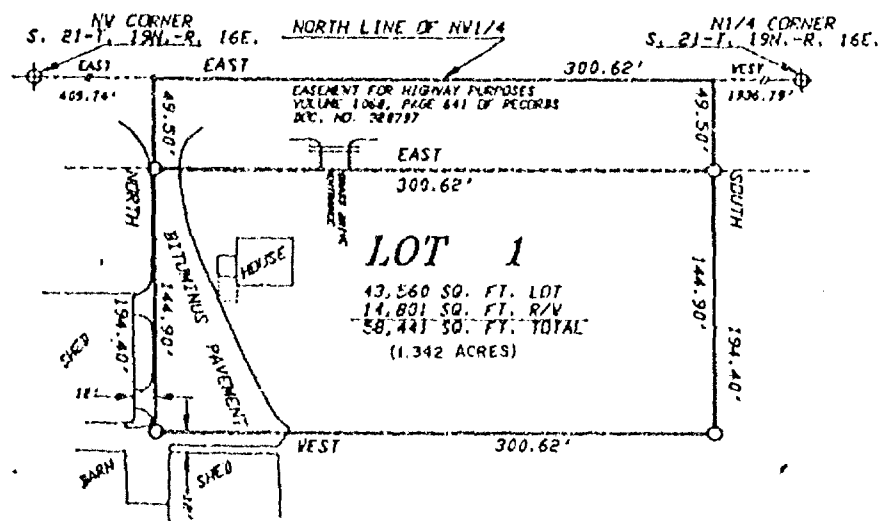 NW CORNER
S. 21-T. 19N.-R. 16E.
NORTH LINE OF NW1/4
N1/4 CORNER
S. 21-T. 19N.-R. 16E.
EAST
409.74'
EAST
300.62'
WEST
1936.79'
EASEMENT FOR HIGHWAY PURPOSES
VOLUME 1068, PAGE 641 OF RECORDS
DOC. NO.
49.50'
49.50'
EAST
300.62'
NORTH
SOUTH
ENTRANCE
BITUMINUS PAVEMENT
HOUSE
LOT 1
43,560 SQ. FT. LOT
14,881 SQ. FT. R/W
58,441 SQ. FT. TOTAL
(1.342 ACRES)
SHED
194.40'
144.90'
144.90'
194.40'
WEST
300.62'
BARN
SHED